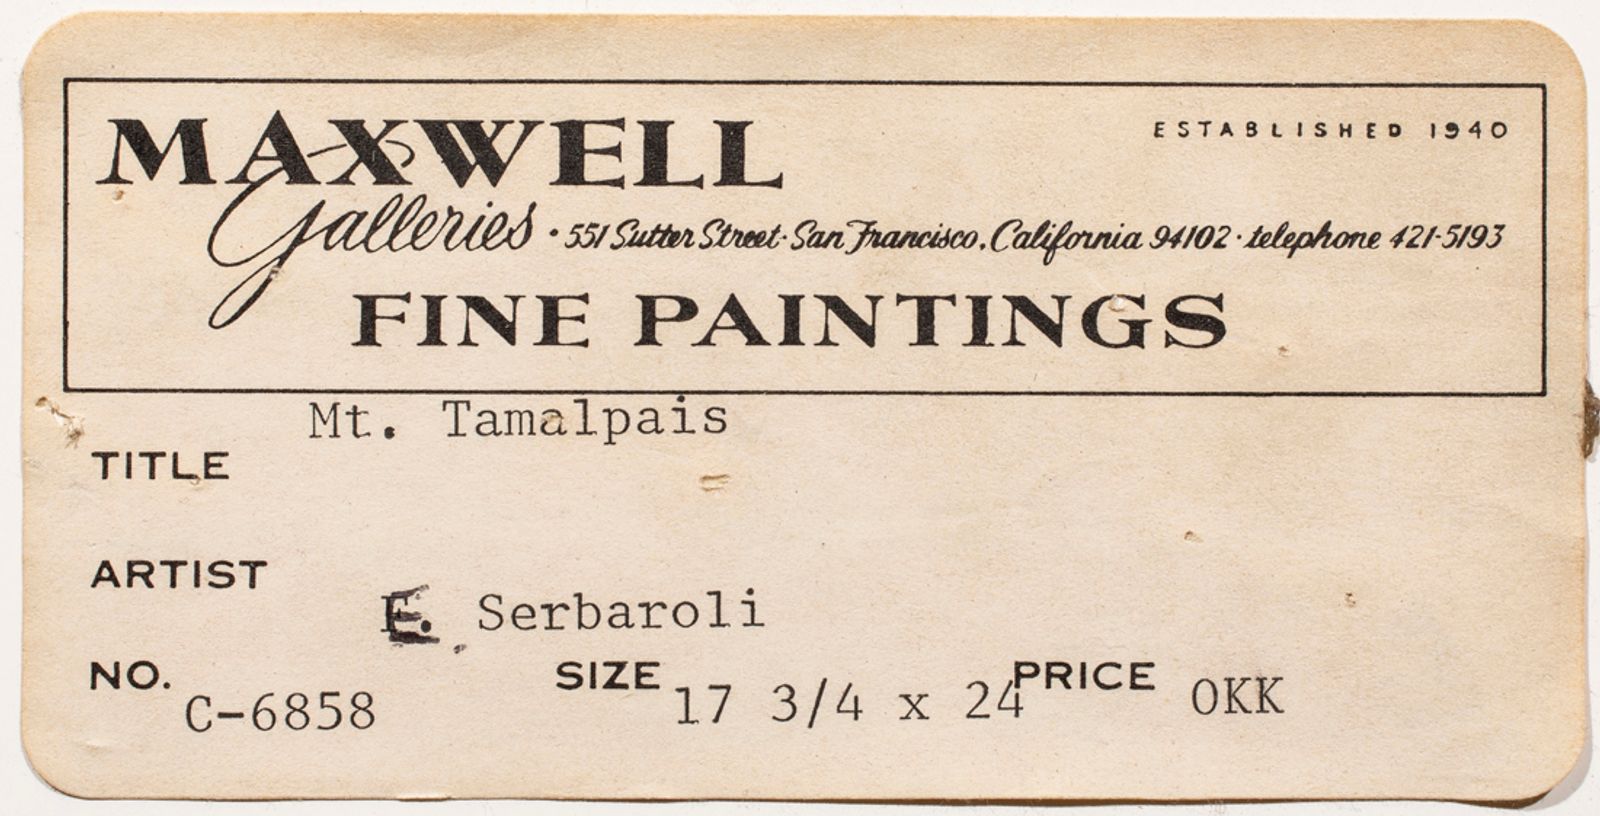 MAXWELL
ESTABLISHED 1940
Galleries · 551 Sutter Street · San Francisco, California 94102 · telephone 421-5193
FINE PAINTINGS
Mt. Tamalpais
TITLE
ARTIST
E. Serbaroli
NO. C-6858 SIZE 17 3/4 x 24 PRICE OKK